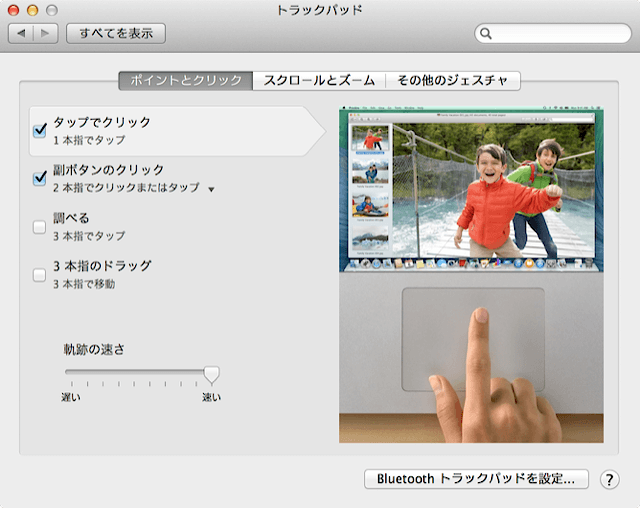 トラックパッド
すべてを表示
ポイントとクリック スクロールとズーム その他のジェスチャ
タップでクリック
1 本指でタップ
副ボタンのクリック
2 本指でクリックまたはタップ
調べる
3 本指でタップ
3 本指のドラッグ
3 本指で移動
軌跡の速さ
遅い 速い
Bluetooth トラックパッドを設定... ?